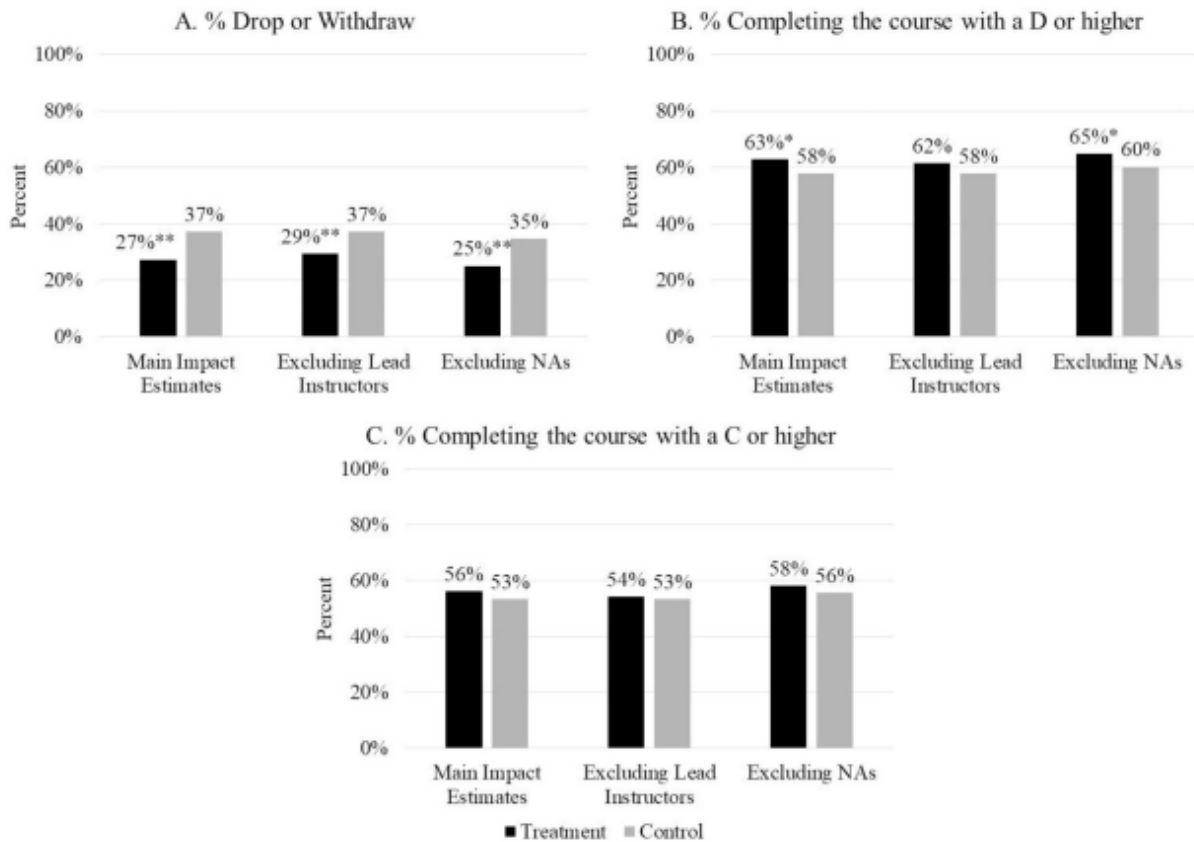 A. % Drop or Withdraw
100%
80%
60%
40%
20%
0%
Percent
27%**
37%
29%**
37%
25%**
35%
Main Impact
Estimates
Excluding Lead
Instructors
Excluding NAs
B. % Completing the course with a D or higher
100%
80%
60%
40%
20%
0%
Percent
63%*
58%
62%
58%
65%*
60%
Main Impact
Estimates
Excluding Lead
Instructors
Excluding NAs
C. % Completing the course with a C or higher
100%
80%
60%
40%
20%
0%
Percent
56%
53%
54%
53%
58%
56%
Main Impact
Estimates
Excluding Lead
Instructors
Excluding NAs
Treatment Control